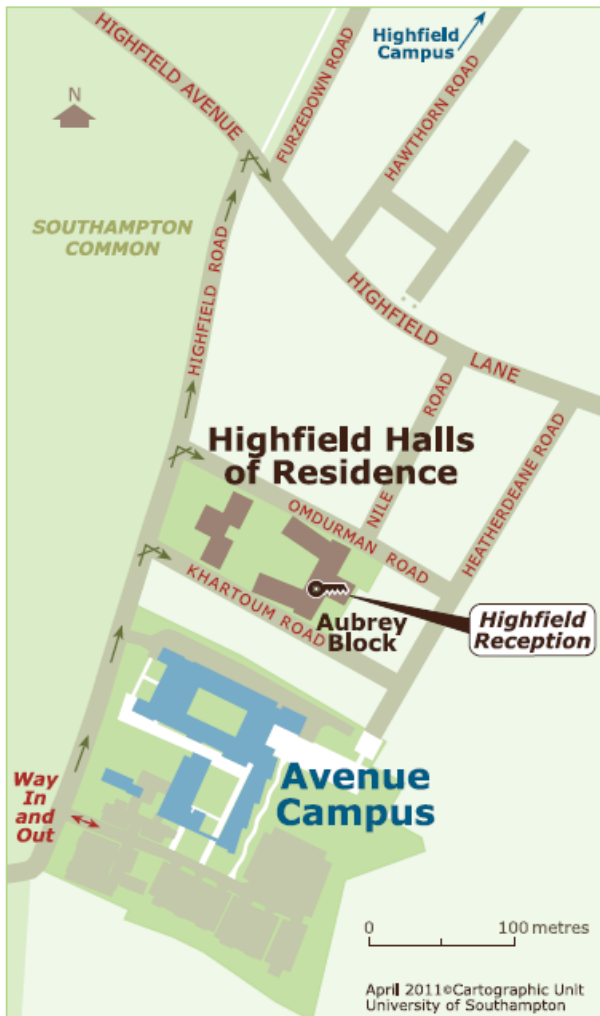 HIGHFIELD AVENUE
FURZEDOWN ROAD
Highfield
Campus
HAWTHORN ROAD
N
SOUTHAMPTON
COMMON
HIGHFIELD ROAD
HIGHFIELD LANE
NILE ROAD
HEATHERDEANE ROAD
Highfield Halls
of Residence
OMDURMAN ROAD
KHARTOUM ROAD
Aubrey
Block
Highfield
Reception
Avenue
Campus
Way
In
and
Out
0 100 metres
April 2011©Cartographic Unit
University of Southampton